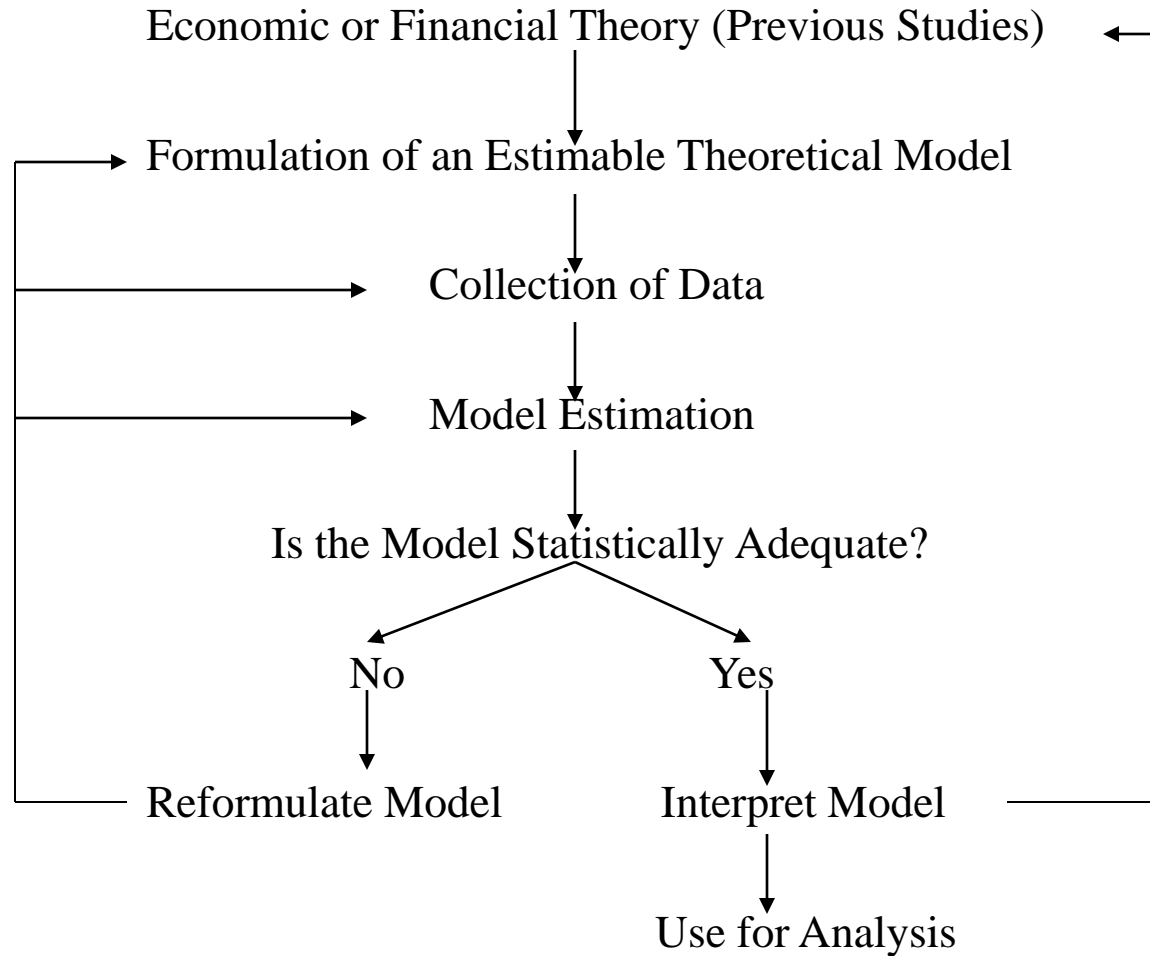 Economic or Financial Theory (Previous Studies)
Formulation of an Estimable Theoretical Model
Collection of Data
Model Estimation
Is the Model Statistically Adequate?
No
Yes
Reformulate Model
Interpret Model
Use for Analysis